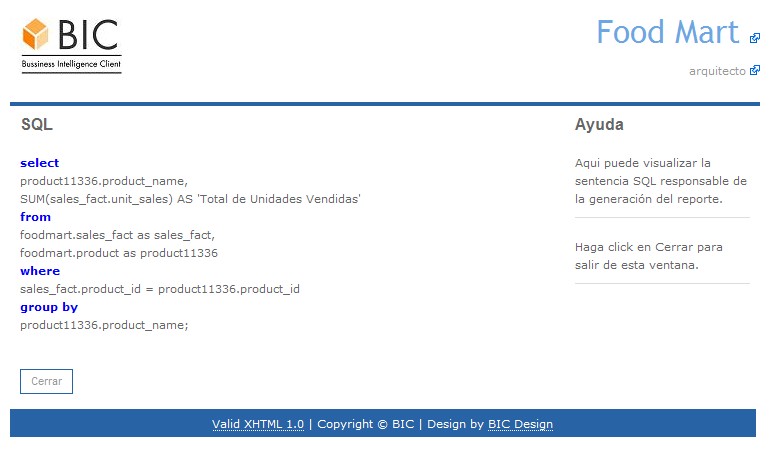 BIC
Bussiness Intelligence Client
Food Mart
arquitecto
SQL
select
product11336.product_name,
SUM(sales_fact.unit_sales) AS 'Total de Unidades Vendidas'
from
foodmart.sales_fact as sales_fact,
foodmart.product as product11336
where
sales_fact.product_id = product11336.product_id
group by
product11336.product_name;
Cerrar
Ayuda
Aqui puede visualizar la
sentencia SQL responsable de
la generación del reporte.
Haga click en Cerrar para
salir de esta ventana.
Valid XHTML 1.0 | Copyright © BIC | Design by BIC Design